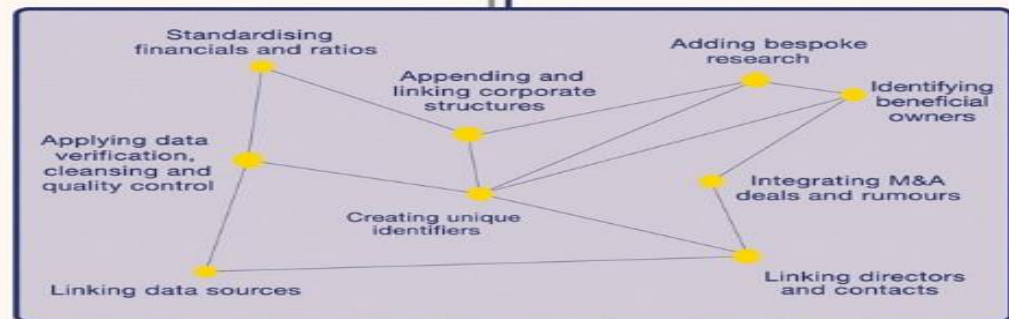 Standardising
financials and ratios
Adding bespoke
research
Appending and
linking corporate
structures
Identifying
beneficial
owners
Applying data
verification,
cleansing and
quality control
Integrating M&A
deals and rumours
Creating unique
identifiers
Linking data sources
Linking directors
and contacts